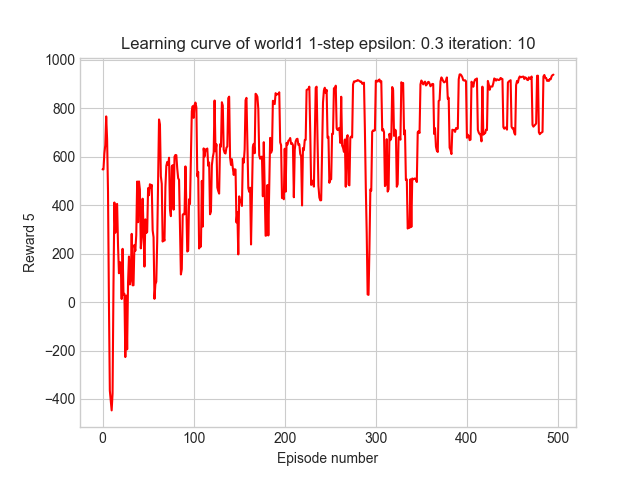 Learning curve of world1 1-step epsilon: 0.3 iteration: 10
1000
800
600
400
200
0
−200
−400
Reward 5
0 100 200 300 400 500
Episode number